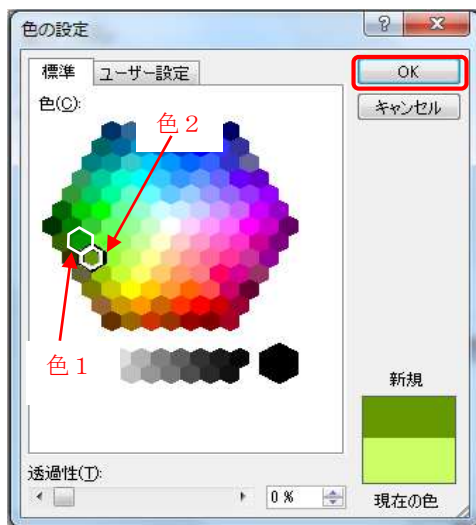 色の設定
標準 ユーザー設定
OK
色(C):
キャンセル
色２
色１
新規
透過性(T):
0 %
現在の色